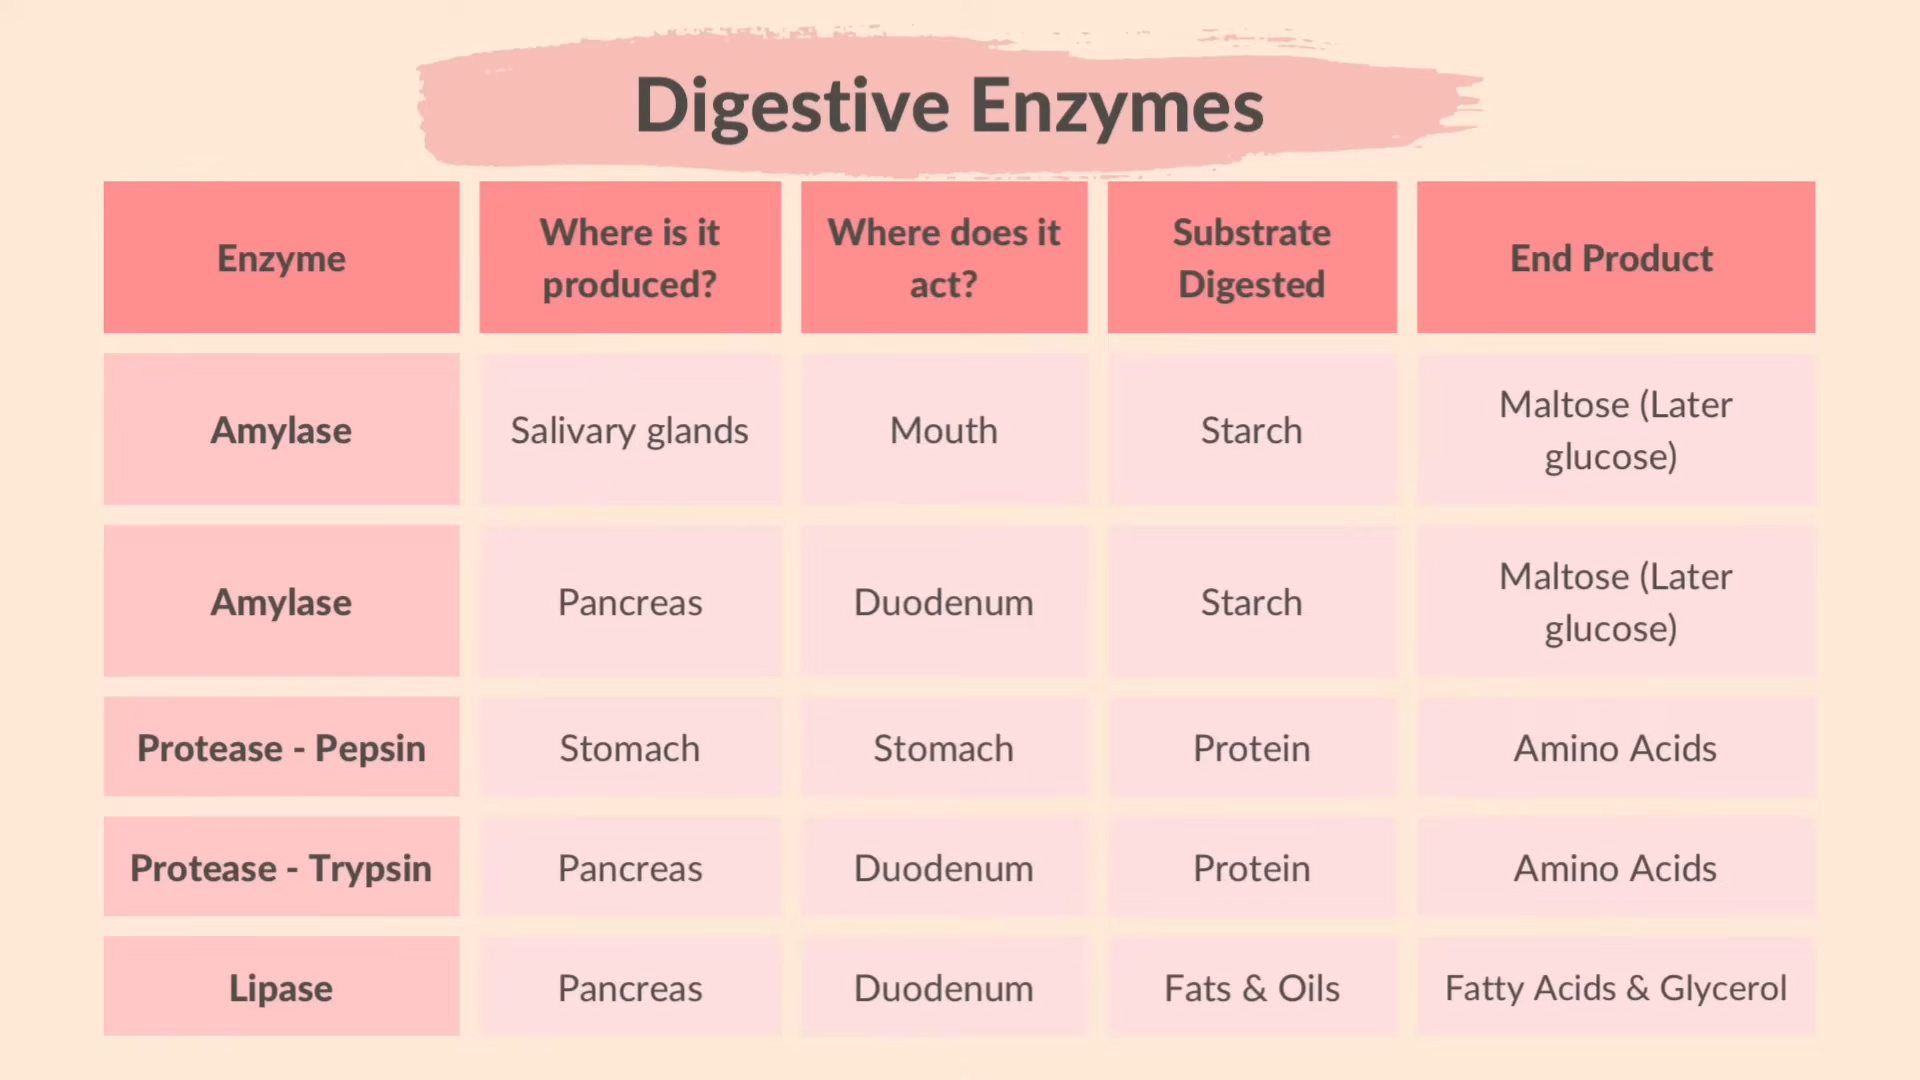 Digestive Enzymes
Enzyme
Where is it
produced?
Where does it
act?
Substrate
Digested
End Product
Amylase
Salivary glands
Mouth
Starch
Maltose (Later
glucose)
Amylase
Pancreas
Duodenum
Starch
Maltose (Later
glucose)
Protease - Pepsin
Stomach
Stomach
Protein
Amino Acids
Protease - Trypsin
Pancreas
Duodenum
Protein
Amino Acids
Lipase
Pancreas
Duodenum
Fats & Oils
Fatty Acids & Glycerol